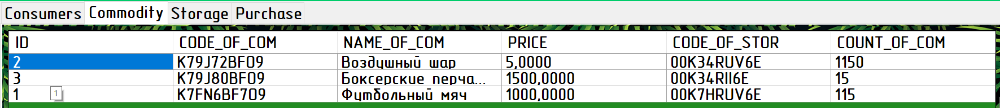 Consumers Commodity Storage Purchase
ID CODE_OF_COM NAME_OF_COM PRICE CODE_OF_STOR COUNT_OF_COM
2 K79J72BF09 Воздушный шар 5,0000 00K34RUV6E 1150
3 K79J80BF09 Боксерские перча... 1500,0000 00K34RII6E 15
1 1 K7FN6BF709 Футбольный мяч 1000,0000 00K7HRUV6E 115